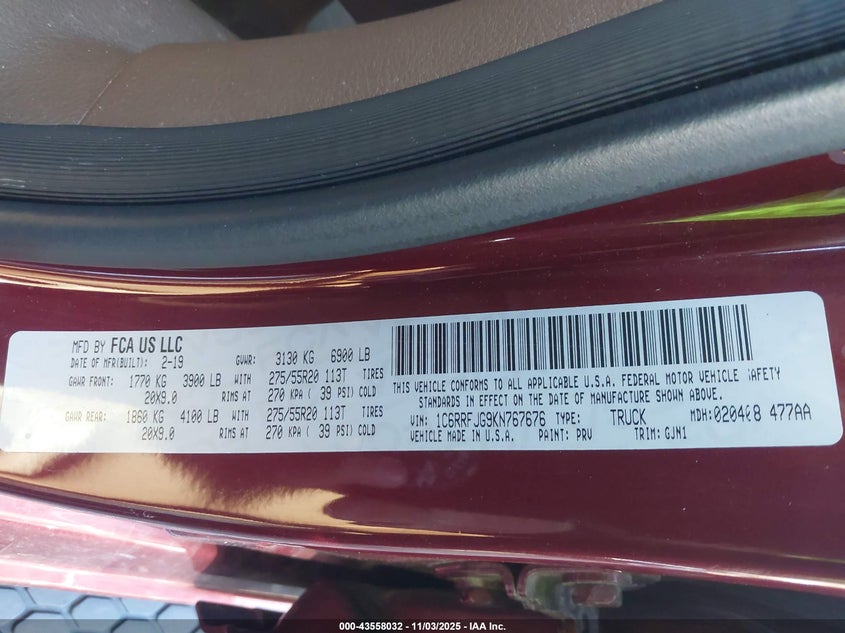 MFD BY FCA US LLC
DATE OF MFR(BUILT): 2-19 GVWR: 3130 KG 6900 LB
GAWR FRONT: 1770 KG 3900 LB WITH 275/55R20 113T TIRES
20X9.0 RIMS AT 270 KPA ( 39 PSI) COLD
GAWR REAR: 1860 KG 4100 LB WITH 275/55R20 113T TIRES
20X9.0 RIMS AT 270 KPA ( 39 PSI) COLD
THIS VEHICLE CONFORMS TO ALL APPLICABLE U.S.A. FEDERAL MOTOR VEHICLE SAFETY
STANDARDS IN EFFECT ON THE DATE OF MANUFACTURE SHOWN ABOVE.
VIN: 1C6RRFJG9KN767676 TYPE: TRUCK MDH:020408 477AA
VEHICLE MADE IN U.S.A. PAINT: PRV TRIM: GJN1
000-43558032 - 11/03/2025 - IAA Inc.